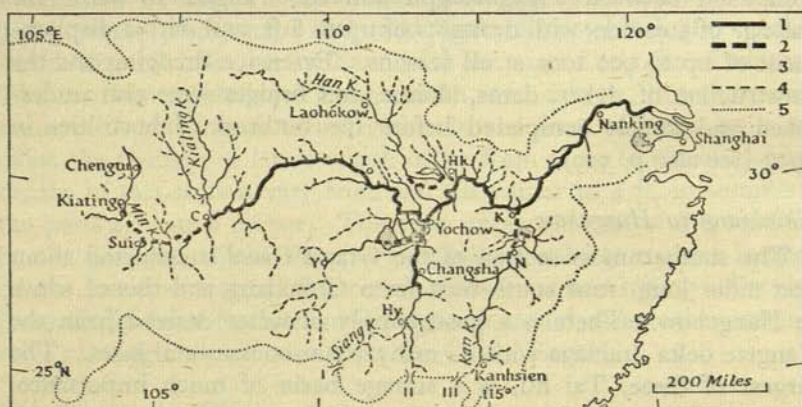 105°E
110°
120°
1
2
3
4
5
Han K.
Laohokow
Kialing K.
Nanking
Shanghai
Chengtu
Hk.
30°
Kiating
Min K.
I
C
K
Suifu
Yochow
Yü
Changsha
N
Hy
Siang K.
Kan K.
Kanhsien
25°N
200 Miles
105°
II
III
115°